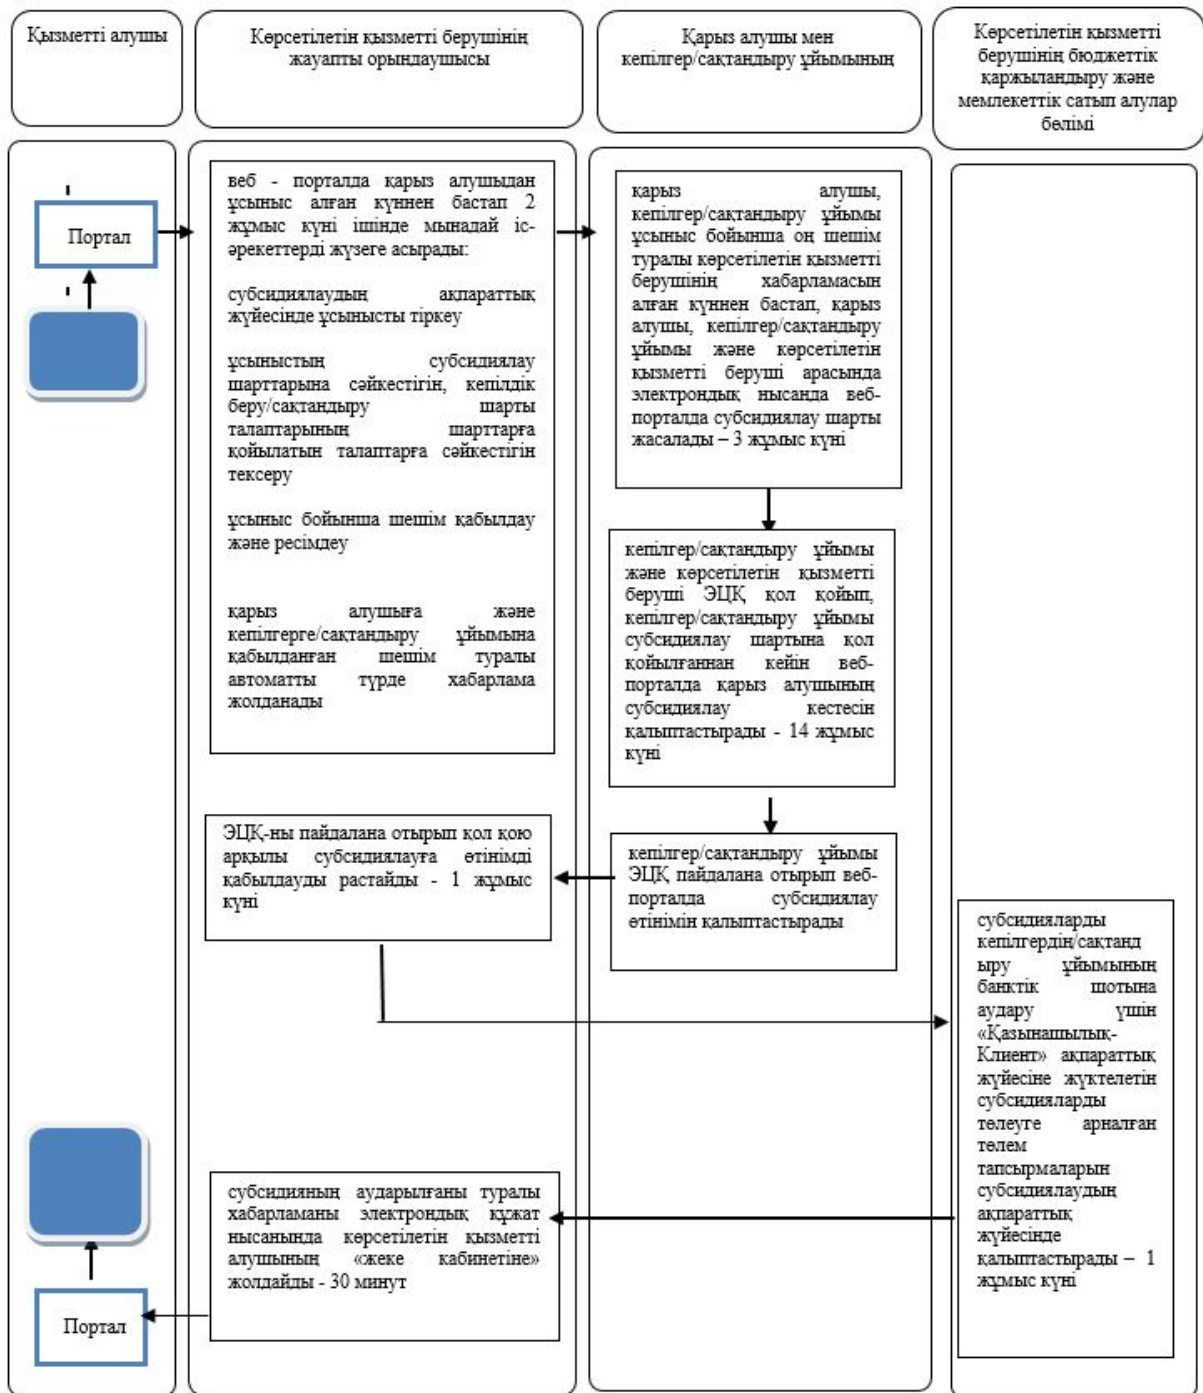 Қызметті алушы
Көрсетілетін қызметті берушінің
жауапты орындаушысы
Қарыз алушы мен
кепілгер/сақтандыру ұйымының
Көрсетілетін қызметті
берушінің бюджеттік
қаржыландыру және
мемлекеттік сатып алулар
бөлімі
Портал
веб - порталда қарыз алушыдан
ұсыныс алған күннен бастап 2
жұмыс күні ішінде мынадай іс-
әрекеттерді жүзеге асырады:
субсидиялаудың ақпараттық
жүйесінде ұсынысты тіркеу
ұсыныстың субсидиялау
шарттарына сәйкестігін, кепілдік
беру/сақтандыру шарты
талаптарының шарттарға
қойылатын талаптарға сәйкестігін
тексеру
ұсыныс бойынша шешім қабылдау
және ресімдеу
қарыз алушыға және
кепілгерге/сақтандыру ұйымына
қабылданған шешім туралы
автоматты түрде хабарлама
жолданады
қарыз алушы,
кепілгер/сақтандыру ұйымы
ұсыныс бойынша оң шешім
туралы көрсетілетін қызметті
берушінің хабарламасын
алған күннен бастап, қарыз
алушы, кепілгер/сақтандыру
ұйымы және көрсетілетін
қызметті беруші арасында
электрондық нысанда веб-
порталда субсидиялау шарты
жасалады – 3 жұмыс күні
кепілгер/сақтандыру ұйымы
және көрсетілетін қызметті
беруші ЭЦҚ қол қойып,
кепілгер/сақтандыру ұйымы
субсидиялау шартына қол
қойылғаннан кейін веб-
порталда қарыз алушының
субсидиялау кестесін
қалыптастырады - 14 жұмыс
күні
кепілгер/сақтандыру ұйымы
ЭЦҚ пайдалана отырып веб-
порталда субсидиялау
өтінімін қалыптастырады
ЭЦҚ-ны пайдалана отырып қол қою
арқылы субсидиялауға өтінімді
қабылдауды растайды - 1 жұмыс
күні
субсидияларды
кепілгердің/сақтанд
ыру ұйымының
банктік шотына
аудару үшін
«Қазынашылық-
Клиент» ақпараттық
жүйесіне жүктелетін
субсидияларды
төлеуге арналған
төлем
тапсырмаларын
субсидиялаудың
ақпараттық
жүйесінде
қалыптастырады – 1
жұмыс күні
субсидияның аударылғаны туралы
хабарламаны электрондық құжат
нысанында көрсетілетін қызметті
алушының «жеке кабинетіне»
жолдайды - 30 минут
Портал